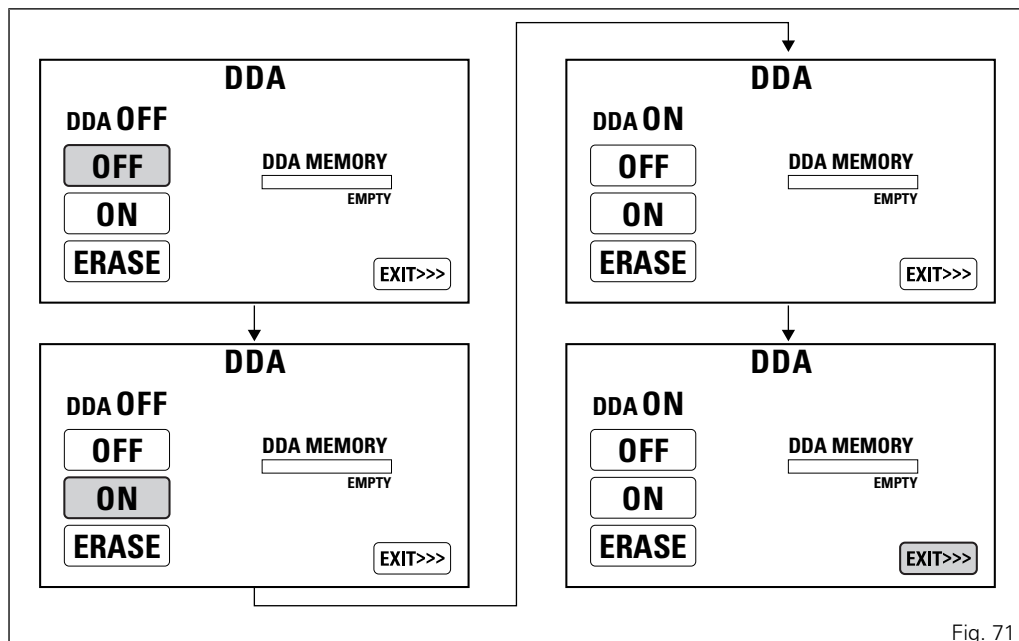 DDA
DDA OFF
OFF
DDA MEMORY
EMPTY
ON
ERASE
EXIT>>>
DDA
DDA OFF
OFF
DDA MEMORY
EMPTY
ON
ERASE
EXIT>>>
DDA
DDA ON
OFF
DDA MEMORY
EMPTY
ON
ERASE
EXIT>>>
DDA
DDA ON
OFF
DDA MEMORY
EMPTY
ON
ERASE
EXIT>>>
Fig. 71